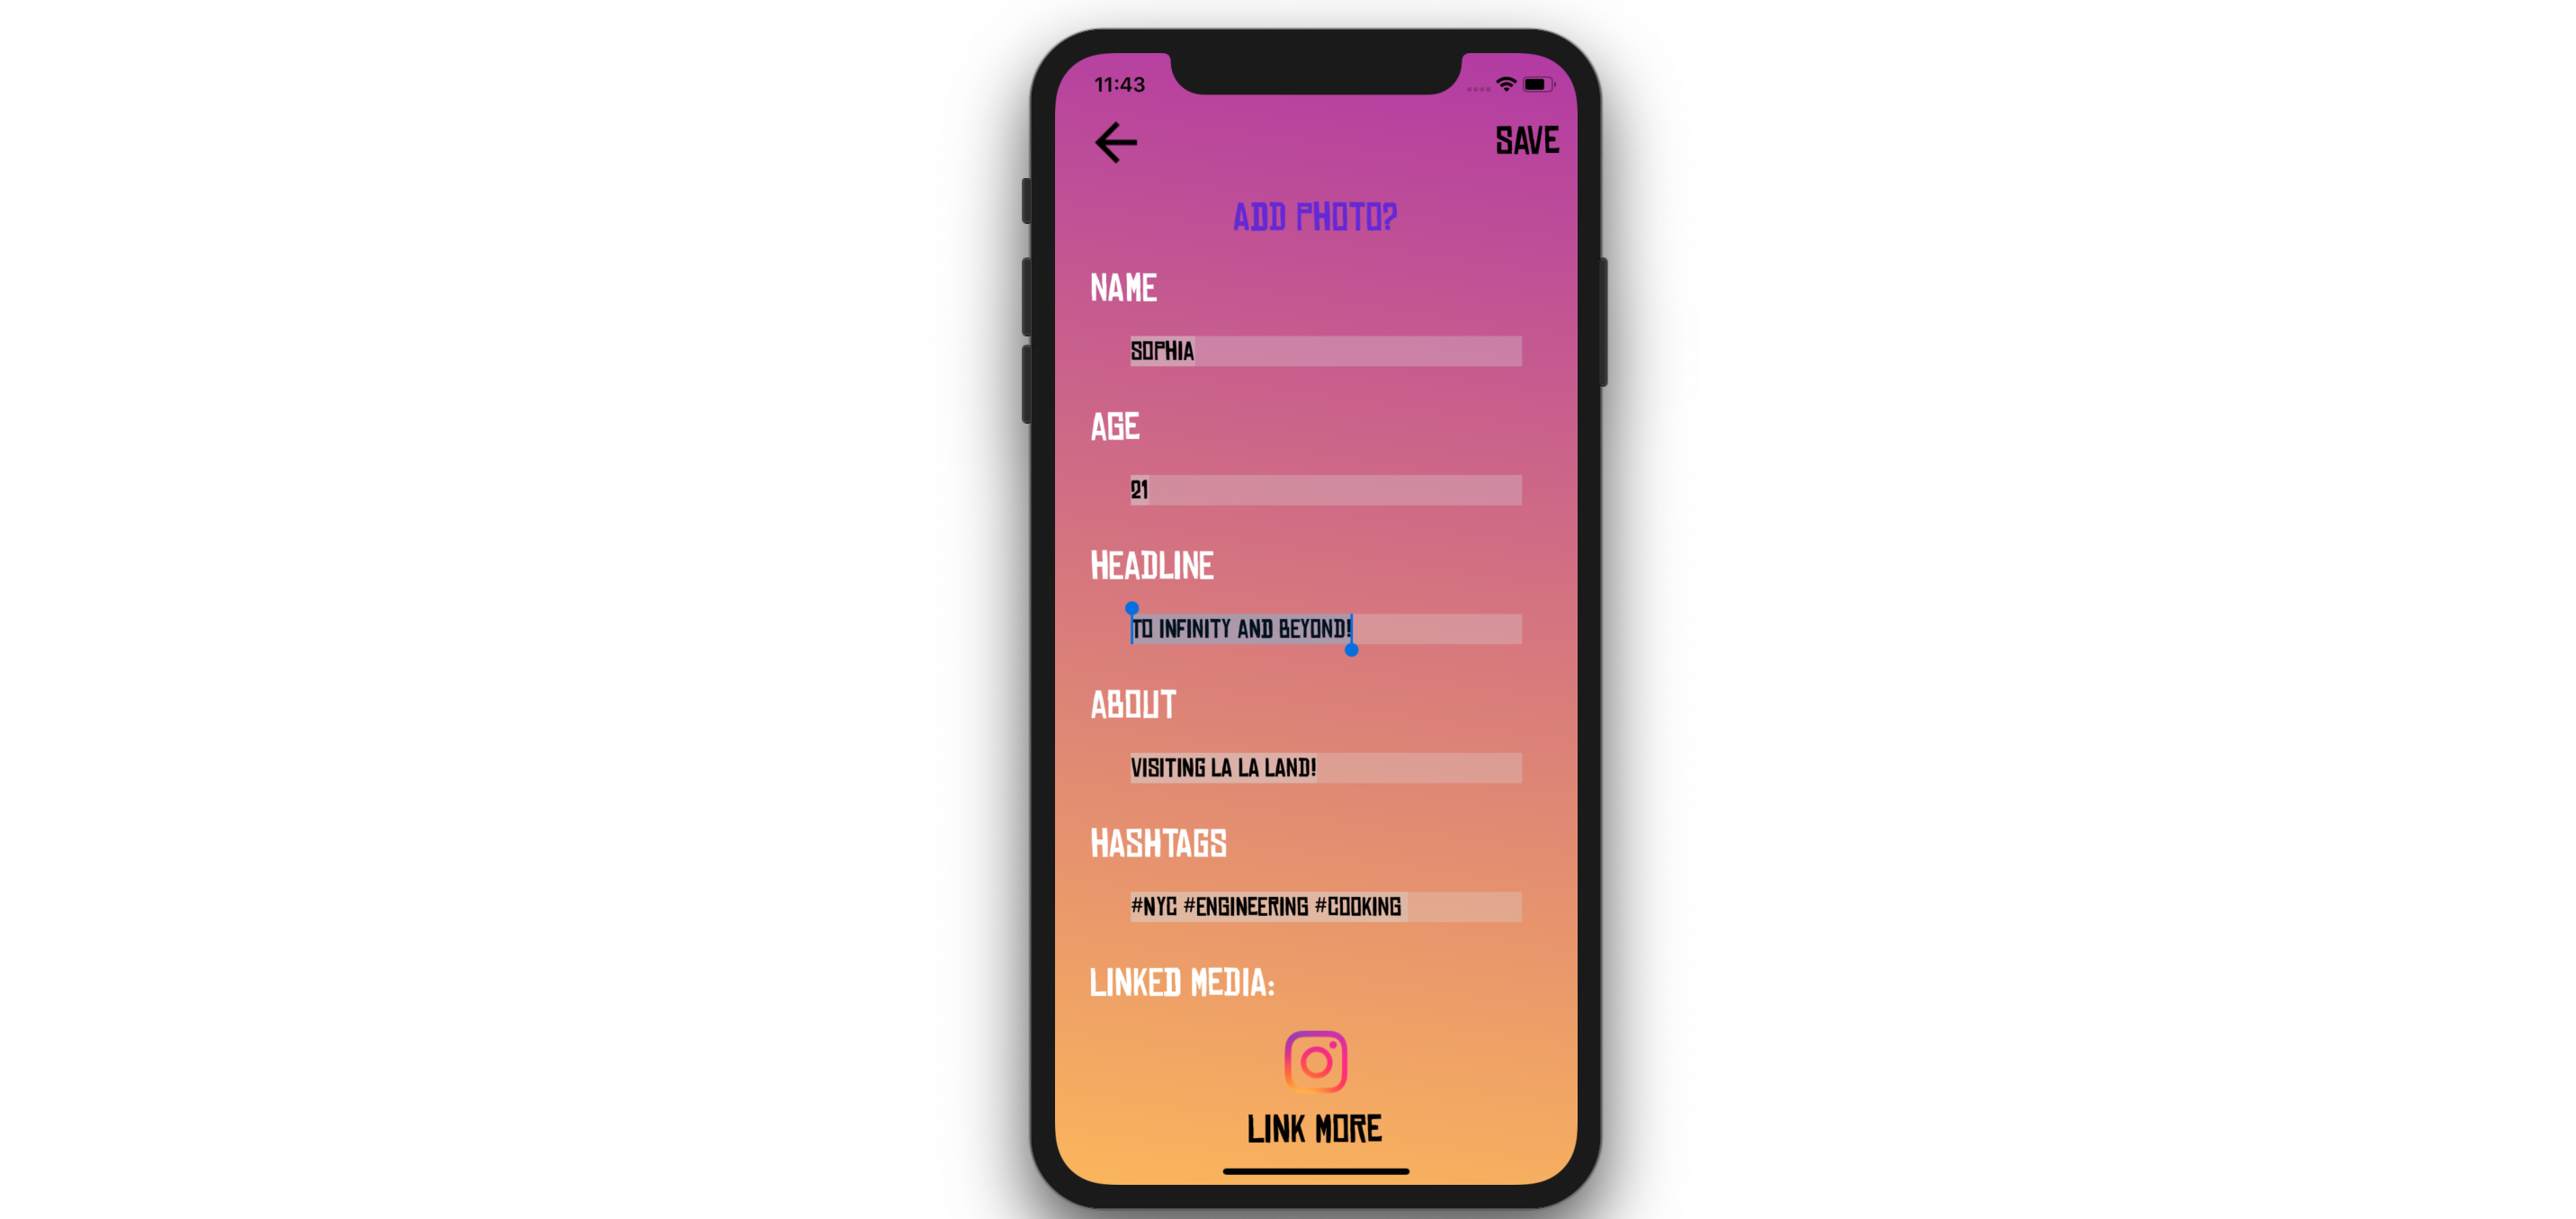 11:43
SAVE
ADD PHOTO?
NAME
SOPHIA
AGE
21
HEADLINE
TO INFINITY AND BEYOND!
ABOUT
VISITING LA LA LAND!
HASHTAGS
#NYC #ENGINEERING #COOKING
LINKED MEDIA:
LINK MORE